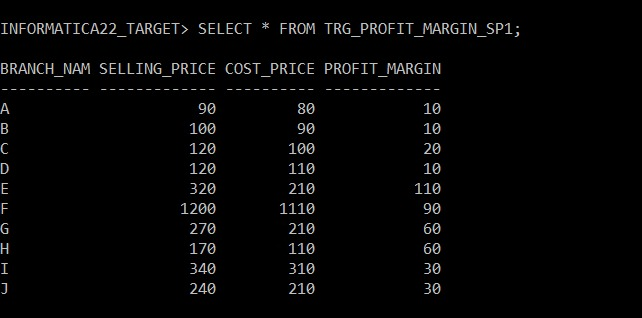 INFORMATICA22_TARGET> SELECT * FROM TRG_PROFIT_MARGIN_SP1;
BRANCH_NAM SELLING_PRICE COST_PRICE PROFIT_MARGIN
---------- ------------- ---------- -------------
A                     90         80            10
B                    100         90            10
C                    120        100            20
D                    120        110            10
E                    320        210           110
F                   1200       1110            90
G                    270        210            60
H                    170        110            60
I                    340        310            30
J                    240        210            30